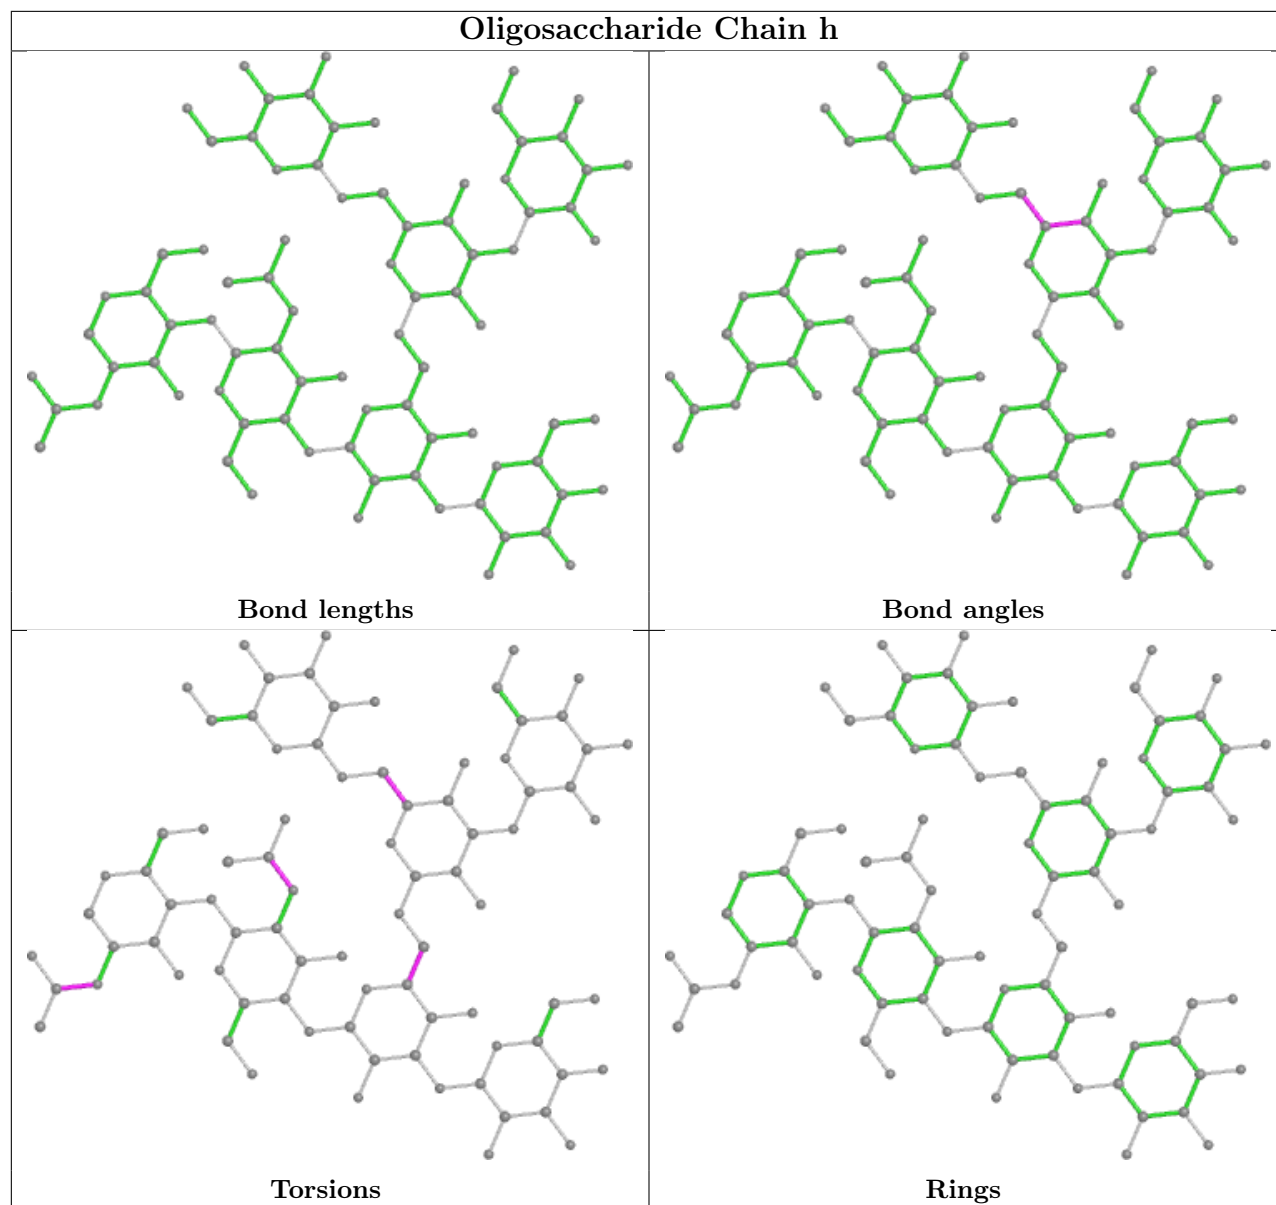 Oligosaccharide Chain h
Bond lengths
Bond angles
Torsions
Rings